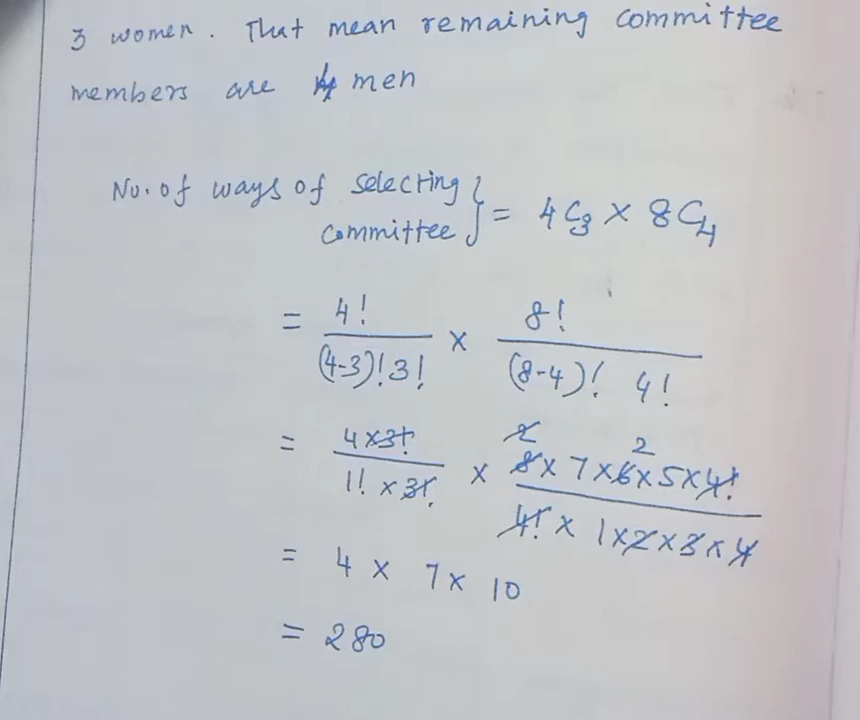 3 women. That mean remaining committee
members are 4 men
No. of ways of selecting
committee } = 4C₃ × 8C₄
= 4! / (4-3)! 3! × 8! / (8-4)! 4!
= 4 × 3! / 1! × 3! × 8 × 7 × 6 × 5 × 4! / 4! × 1 × 2 × 3 × 4
2 2
= 4 × 7 × 10
= 280